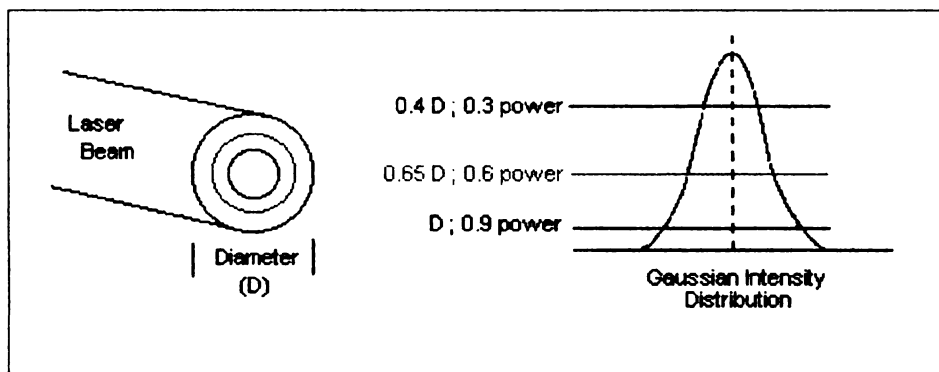 Laser
Beam
Diameter
(D)
0.4 D ; 0.3 power
0.65 D ; 0.6 power
D ; 0.9 power
Gaussian Intensity
Distribution